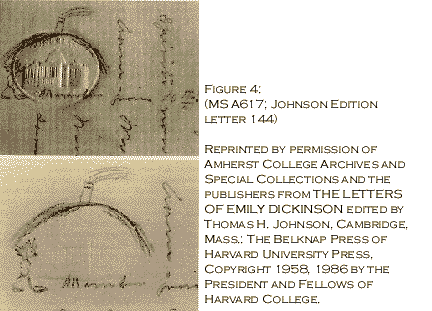 Figure 4:
(MS A617; Johnson Edition
letter 144)
Reprinted by permission of
Amherst College Archives and
Special Collections and the
publishers from THE LETTERS
OF EMILY DICKINSON edited by
Thomas H. Johnson, Cambridge,
Mass.: The Belknap Press of
Harvard University Press,
Copyright 1958, 1986 by the
President and Fellows of
Harvard College.